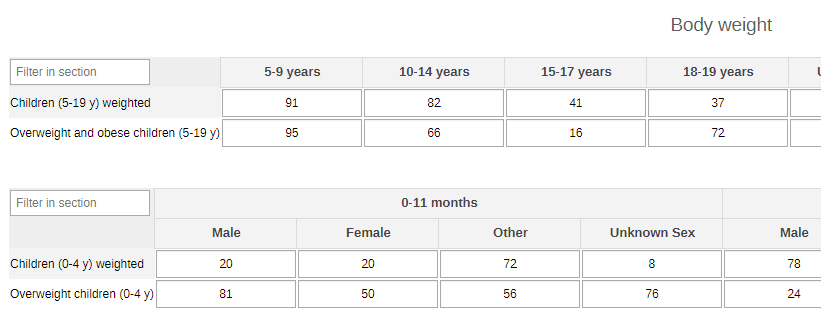 Body weight
Filter in section 5-9 years 10-14 years 15-17 years 18-19 years
Children (5-19 y) weighted 91 82 41 37
Overweight and obese children (5-19 y) 95 66 16 72
Filter in section 0-11 months
Male Female Other Unknown Sex Male
Children (0-4 y) weighted 20 20 72 8 78
Overweight children (0-4 y) 81 50 56 76 24